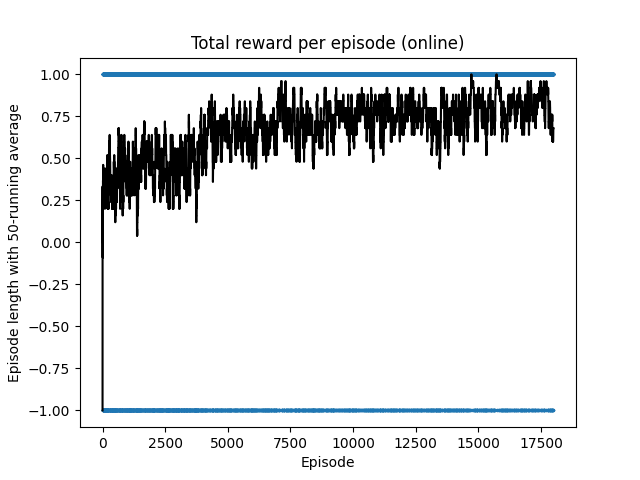 Total reward per episode (online)
Episode length with 50-running average
1.00
0.75
0.50
0.25
0.00
−0.25
−0.50
−0.75
−1.00
0 2500 5000 7500 10000 12500 15000 17500
Episode